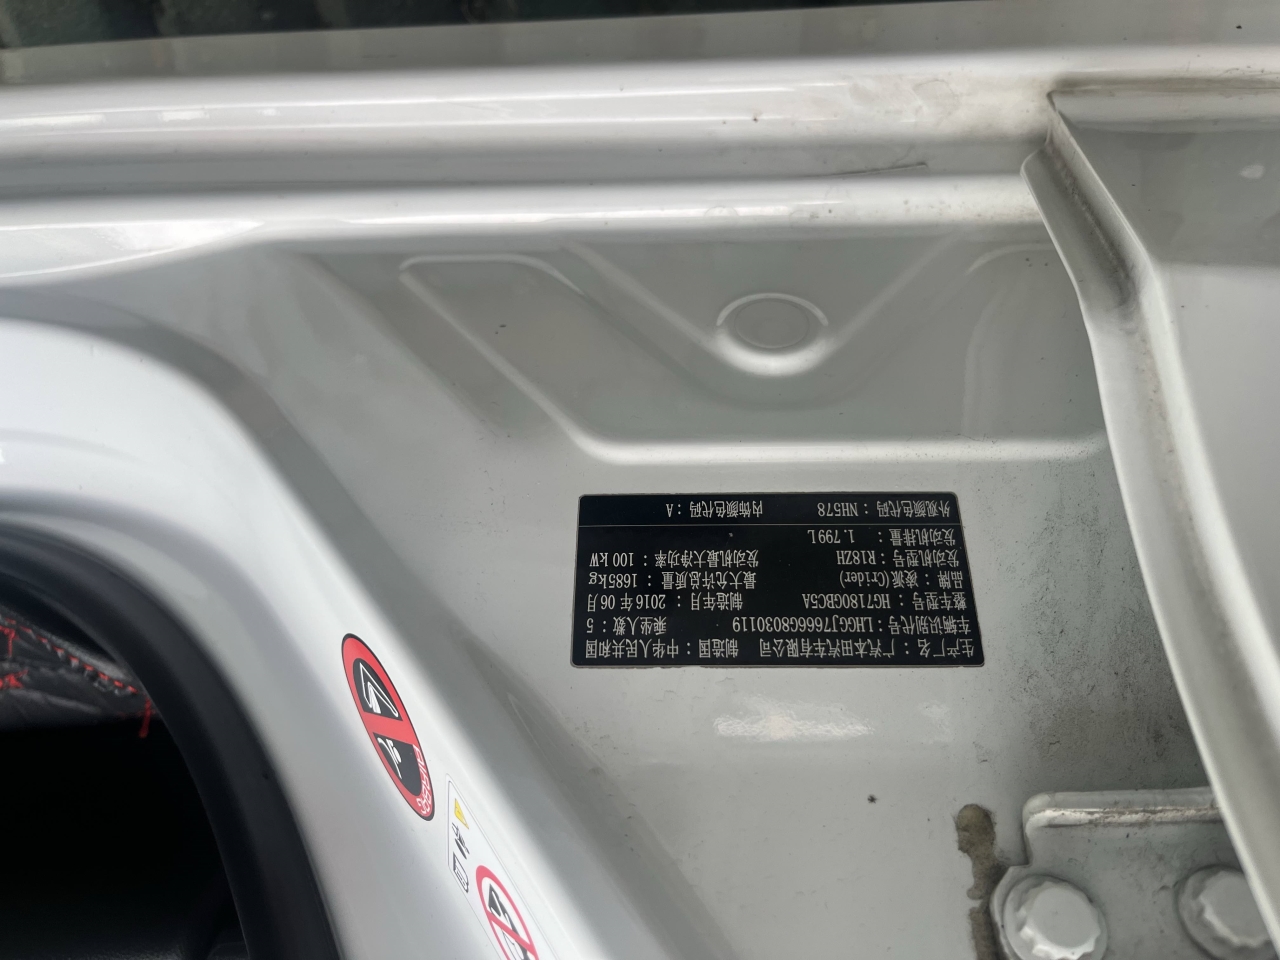 生产厂名：广汽本田汽车有限公司 制造国：中华人民共和国
车辆识别代号：LHGGJ7666G8030119 乘坐人数：5
整车型号：HG7180GBC5A 制造年月：2016年06月
品牌：凌派(Crider) 最大允许总质量：1685kg
发动机型号：R18ZH 发动机最大净功率：100 kW
发动机排量：1.799L
外观颜色代码：NH578 内饰颜色代码：A